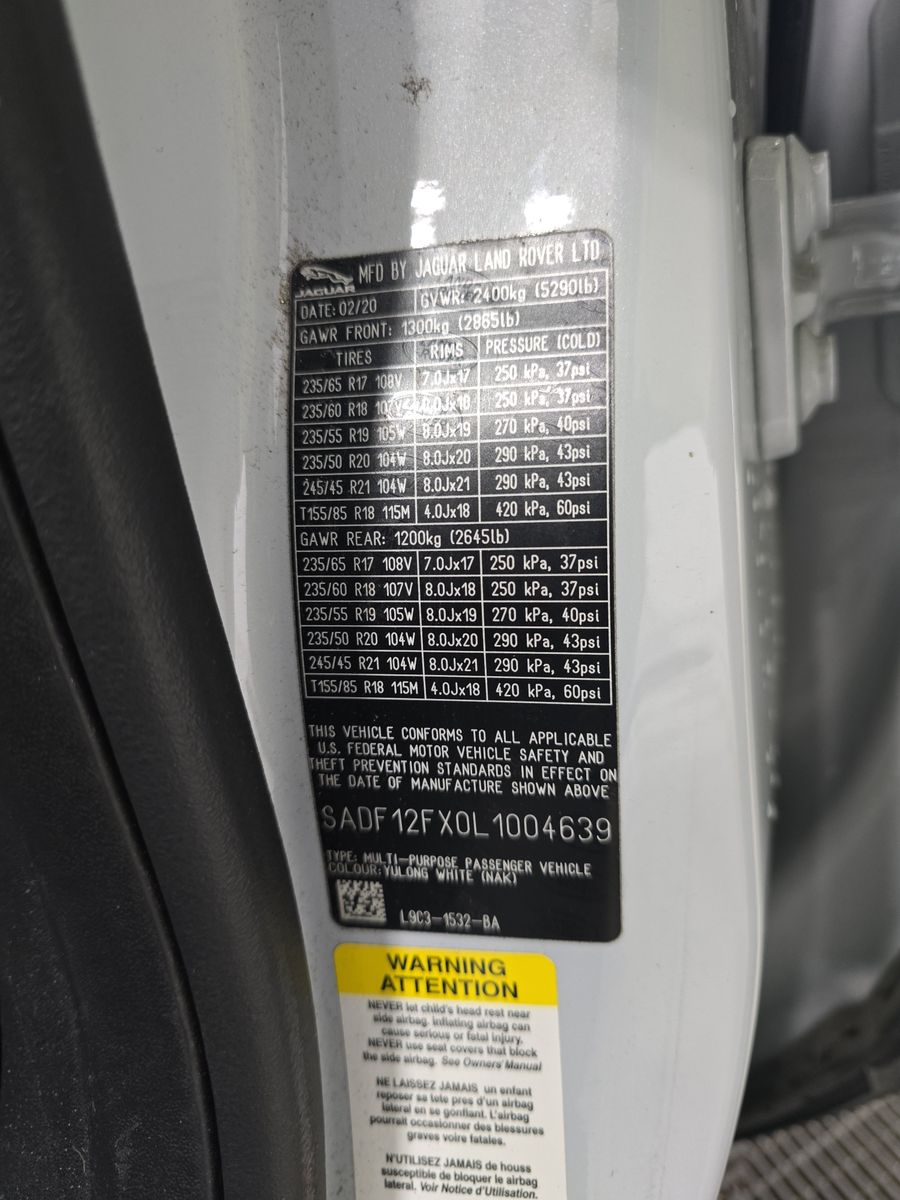 JAGUAR
MFD BY JAGUAR LAND ROVER LTD
DATE: 02/20 GVWR: 2400kg (5290lb)
GAWR FRONT: 1300kg (2865lb)
TIRES RIMS PRESSURE (COLD)
235/65 R17 108V 7.0Jx17 250 kPa, 37psi
235/60 R18 107V 8.0Jx18 250 kPa, 37psi
235/55 R19 105W 8.0Jx19 270 kPa, 40psi
235/50 R20 104W 8.0Jx20 290 kPa, 43psi
245/45 R21 104W 8.0Jx21 290 kPa, 43psi
T155/85 R18 115M 4.0Jx18 420 kPa, 60psi
GAWR REAR: 1200kg (2645lb)
235/65 R17 108V 7.0Jx17 250 kPa, 37psi
235/60 R18 107V 8.0Jx18 250 kPa, 37psi
235/55 R19 105W 8.0Jx19 270 kPa, 40psi
235/50 R20 104W 8.0Jx20 290 kPa, 43psi
245/45 R21 104W 8.0Jx21 290 kPa, 43psi
T155/85 R18 115M 4.0Jx18 420 kPa, 60psi
THIS VEHICLE CONFORMS TO ALL APPLICABLE
U.S. FEDERAL MOTOR VEHICLE SAFETY AND
THEFT PREVENTION STANDARDS IN EFFECT ON
THE DATE OF MANUFACTURE SHOWN ABOVE
SADF12FX0L1004639
TYPE: MULTI-PURPOSE PASSENGER VEHICLE
COLOUR: YULONG WHITE (NAK)
L9C3-1532-BA
WARNING
ATTENTION
NEVER let child's head rest near
side airbag. Inflating airbag can
cause serious or fatal injury.
NEVER use seat covers that block
the side airbag. See Owners Manual
NE LAISSEZ JAMAIS un enfant
reposer sa tete pres d'un airbag
lateral en se gonflant. L'airbag
pourrait occasionner des blessures
graves voire fatales.
N'UTILISEZ JAMAIS de houss
susceptible de bloquer le airbag
lateral. Voir Notice d'Utilisation.